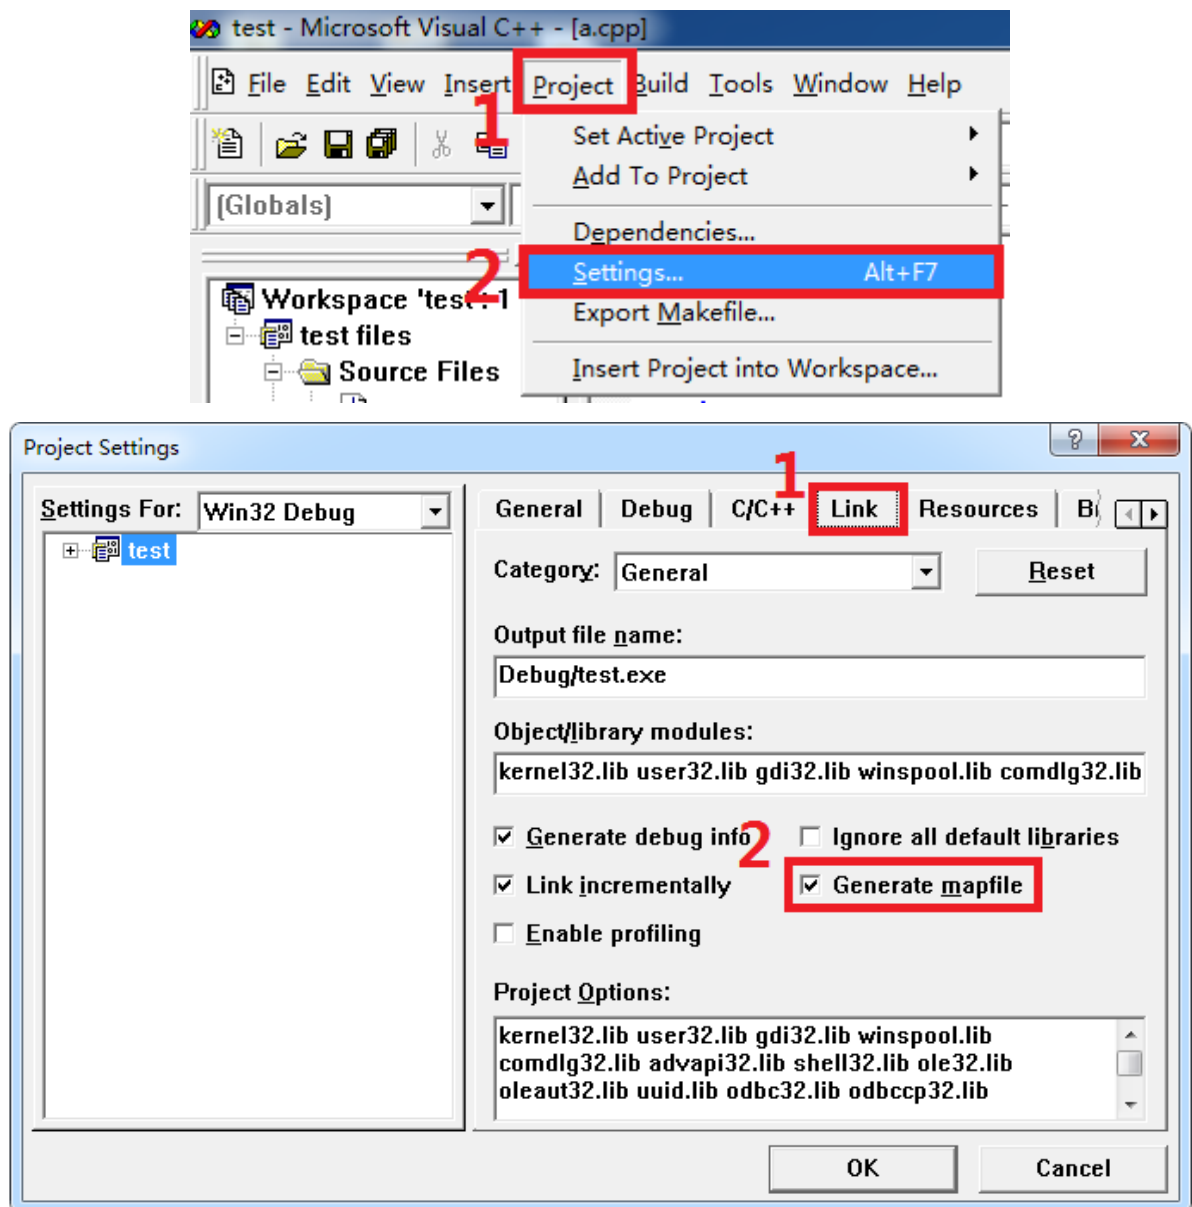 test - Microsoft Visual C++ - [a.cpp]
File Edit View Insert Project Build Tools Window Help
1
Set Active Project
Add To Project
(Globals)
Dependencies...
2
Settings... Alt+F7
Workspace 'test': 1
Export Makefile...
test files
Source Files
Insert Project into Workspace...
Project Settings
1
Settings For: Win32 Debug
General Debug C/C++ Link Resources
test
Category: General Reset
Output file name:
Debug/test.exe
Object/library modules:
kernel32.lib user32.lib gdi32.lib winspool.lib comdlg32.lib
2
Generate debug info Ignore all default libraries
Link incrementally Generate mapfile
Enable profiling
Project Options:
kernel32.lib user32.lib gdi32.lib winspool.lib
comdlg32.lib advapi32.lib shell32.lib ole32.lib
oleaut32.lib uuid.lib odbc32.lib odbccp32.lib
OK Cancel